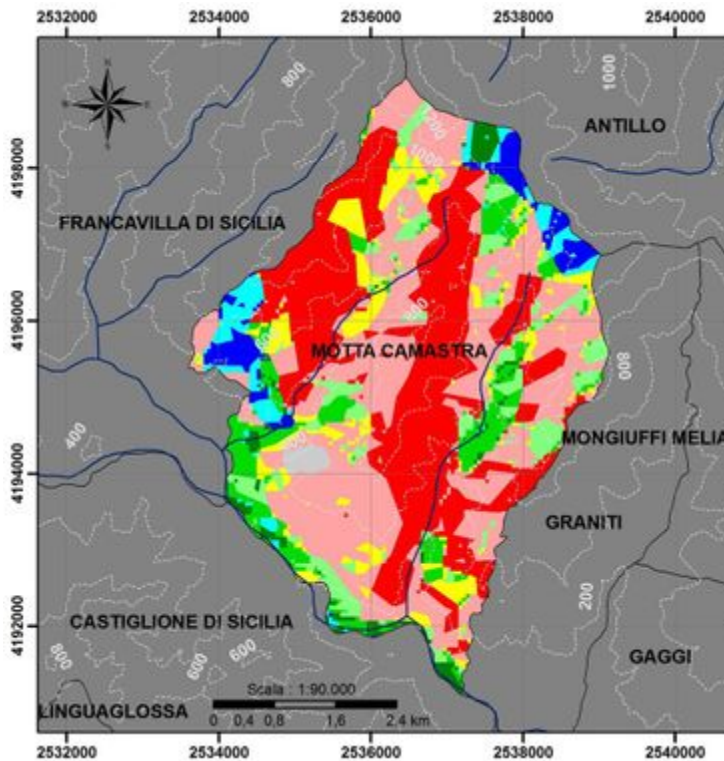 2532000 2534000 2536000 2538000 2540000
N
E
S
800
1000
ANTILLO
1200
1000
4198000
FRANCAVILLA DI SICILIA
4196000
MOTTA CAMASTRA
800
400
MONGIUFFI MELIA
4194000
GRANITI
200
CASTIGLIONE DI SICILIA
4192000
800
600
600
GAGGI
Scala : 1:90.000
LINGUAGLOSSA
0 0,4 0,8 1,6 2,4 km
2532000 2534000 2536000 2538000 2540000